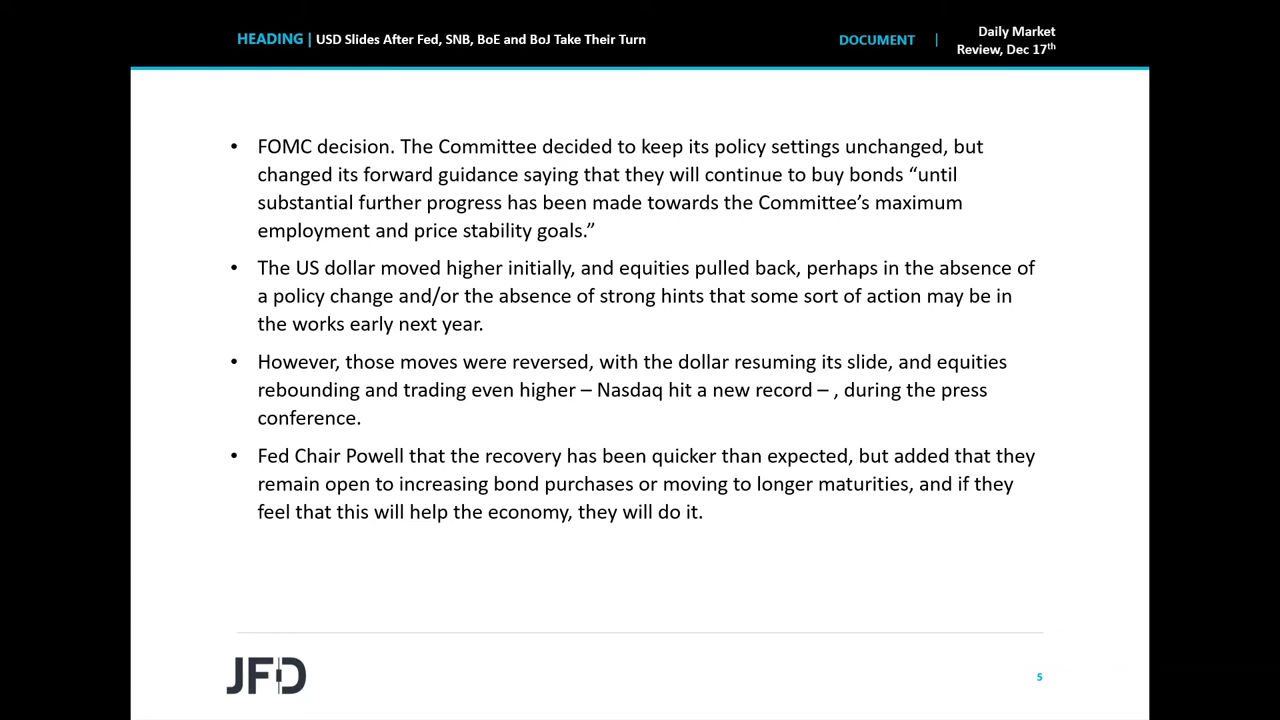 HEADING | USD Slides After Fed, SNB, BoE and BoJ Take Their Turn
DOCUMENT | Daily Market
Review, Dec 17th
• FOMC decision. The Committee decided to keep its policy settings unchanged, but
changed its forward guidance saying that they will continue to buy bonds “until
substantial further progress has been made towards the Committee’s maximum
employment and price stability goals.”
• The US dollar moved higher initially, and equities pulled back, perhaps in the absence of
a policy change and/or the absence of strong hints that some sort of action may be in
the works early next year.
• However, those moves were reversed, with the dollar resuming its slide, and equities
rebounding and trading even higher – Nasdaq hit a new record – , during the press
conference.
• Fed Chair Powell that the recovery has been quicker than expected, but added that they
remain open to increasing bond purchases or moving to longer maturities, and if they
feel that this will help the economy, they will do it.
JFD
5